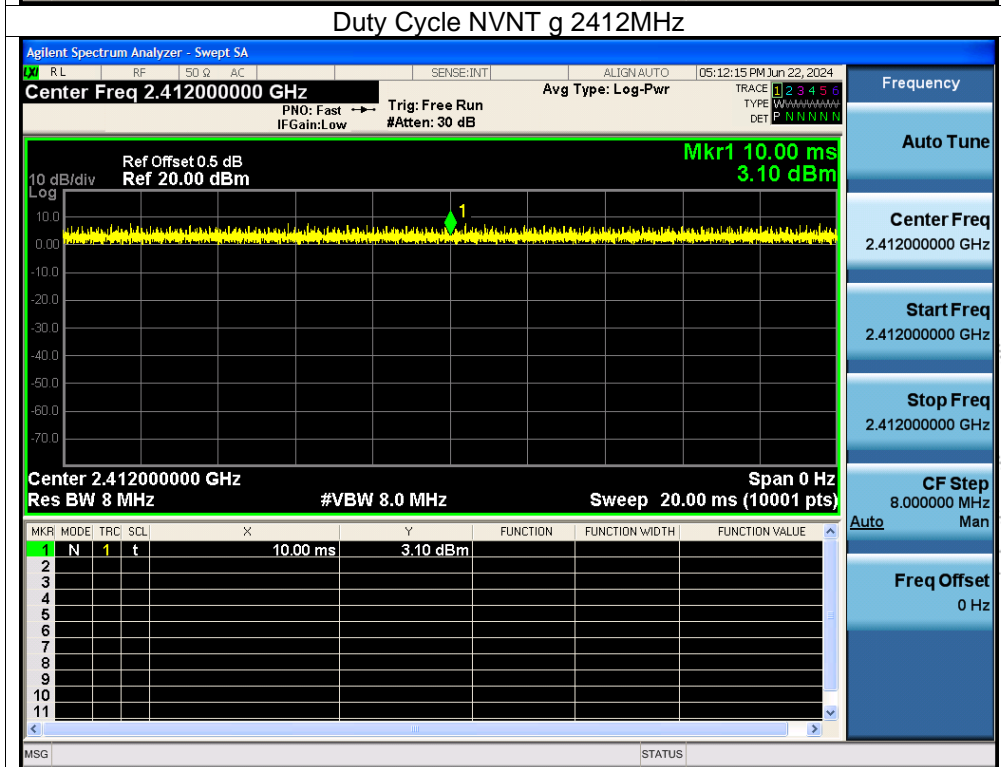 Duty Cycle NVNT g 2412MHz
Agilent Spectrum Analyzer - Swept SA
LXI RL RF 50 Ω AC SENSE:INT ALIGN AUTO 05:12:15 PM Jun 22, 2024
Center Freq 2.412000000 GHz Avg Type: Log-Pwr TRACE 1 2 3 4 5 6
PNO: Fast Trig: Free Run TYPE WWWWWW
IFGain:Low #Atten: 30 dB DET P N N N N N
Frequency
Auto Tune
Center Freq
2.412000000 GHz
Start Freq
2.412000000 GHz
Stop Freq
2.412000000 GHz
CF Step
8.000000 MHz
Auto Man
Freq Offset
0 Hz
Mkr1 10.00 ms
3.10 dBm
Ref Offset 0.5 dB
10 dB/div Ref 20.00 dBm
Log
1
10.0
0.00
-10.0
-20.0
-30.0
-40.0
-50.0
-60.0
-70.0
Center 2.412000000 GHz Span 0 Hz
Res BW 8 MHz #VBW 8.0 MHz Sweep 20.00 ms (10001 pts)
MKR MODE TRC SCL X Y FUNCTION FUNCTION WIDTH FUNCTION VALUE
1 N 1 t 10.00 ms 3.10 dBm
2
3
4
5
6
7
8
9
10
11
MSG STATUS